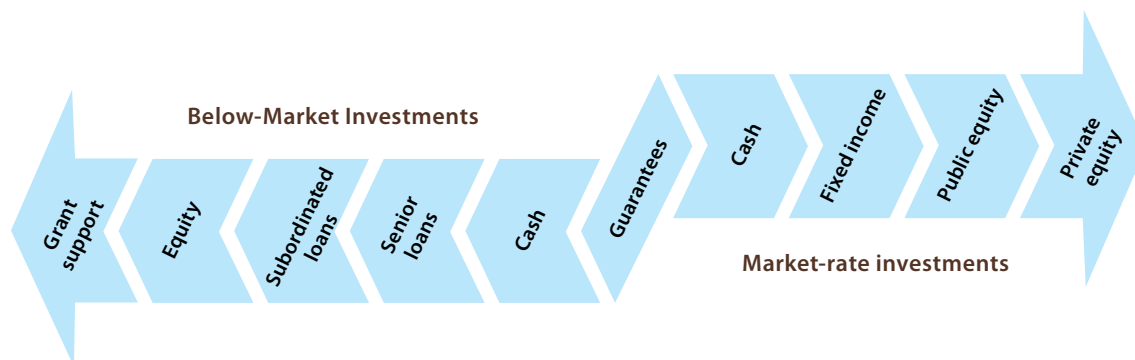 Below-Market Investments
Grant
support
Equity
Subordinated
loans
Senior
loans
Cash
Guarantees
Cash
Fixed income
Public equity
Private
equity
Market-rate investments